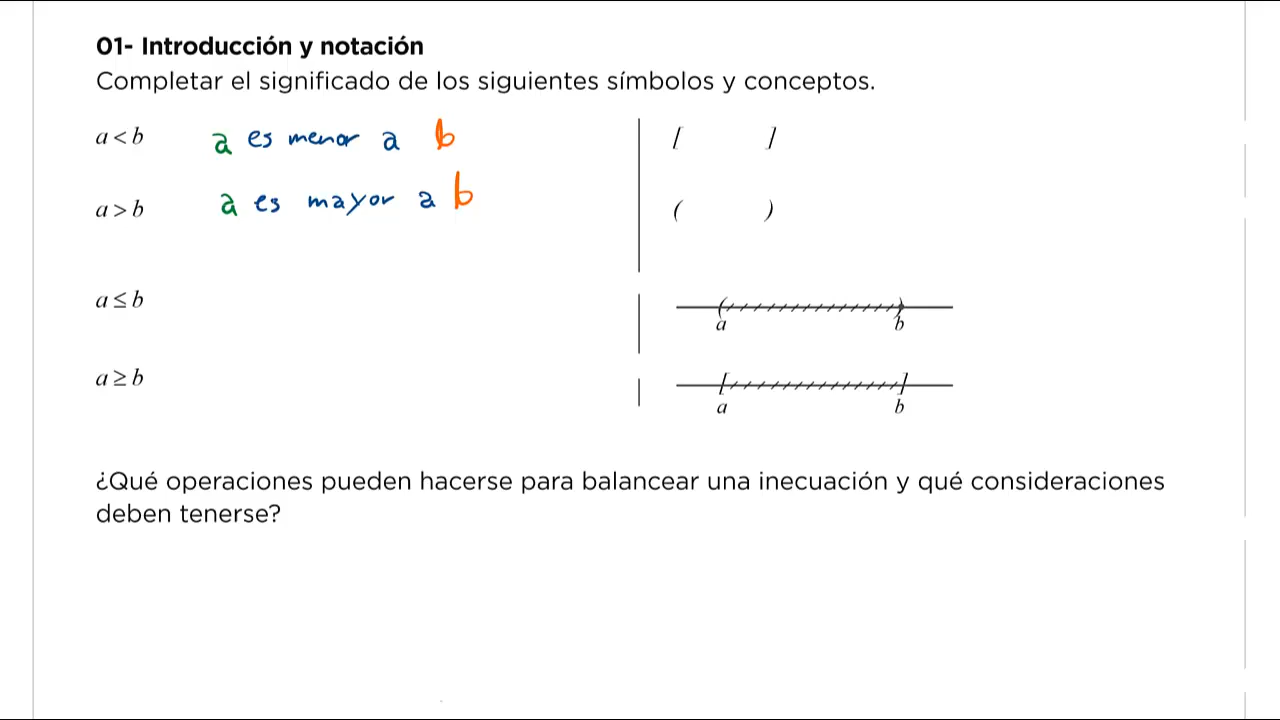 01- Introducción y notación
Completar el significado de los siguientes símbolos y conceptos.
a < b a es menor a b
[ ]
a > b a es mayor a b
( )
a ≤ b
( )
a b
a ≥ b
[ ]
a b
¿Qué operaciones pueden hacerse para balancear una inecuación y qué consideraciones
deben tenerse?